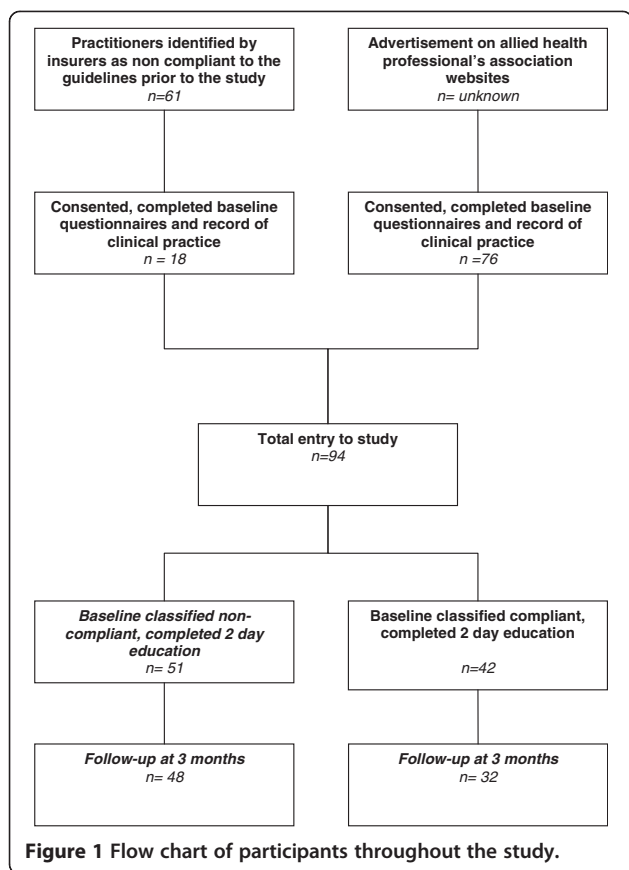 Practitioners identified by
insurers as non compliant to the
guidelines prior to the study
n=61
Advertisement on allied health
professional's association
websites
n= unknown
Consented, completed baseline
questionnaires and record of
clinical practice
n = 18
Consented, completed baseline
questionnaires and record of
clinical practice
n =76
Total entry to study
n=94
Baseline classified non-
compliant, completed 2 day
education
n= 51
Baseline classified compliant,
completed 2 day education
n=42
Follow-up at 3 months
n= 48
Follow-up at 3 months
n= 32
Figure 1 Flow chart of participants throughout the study.